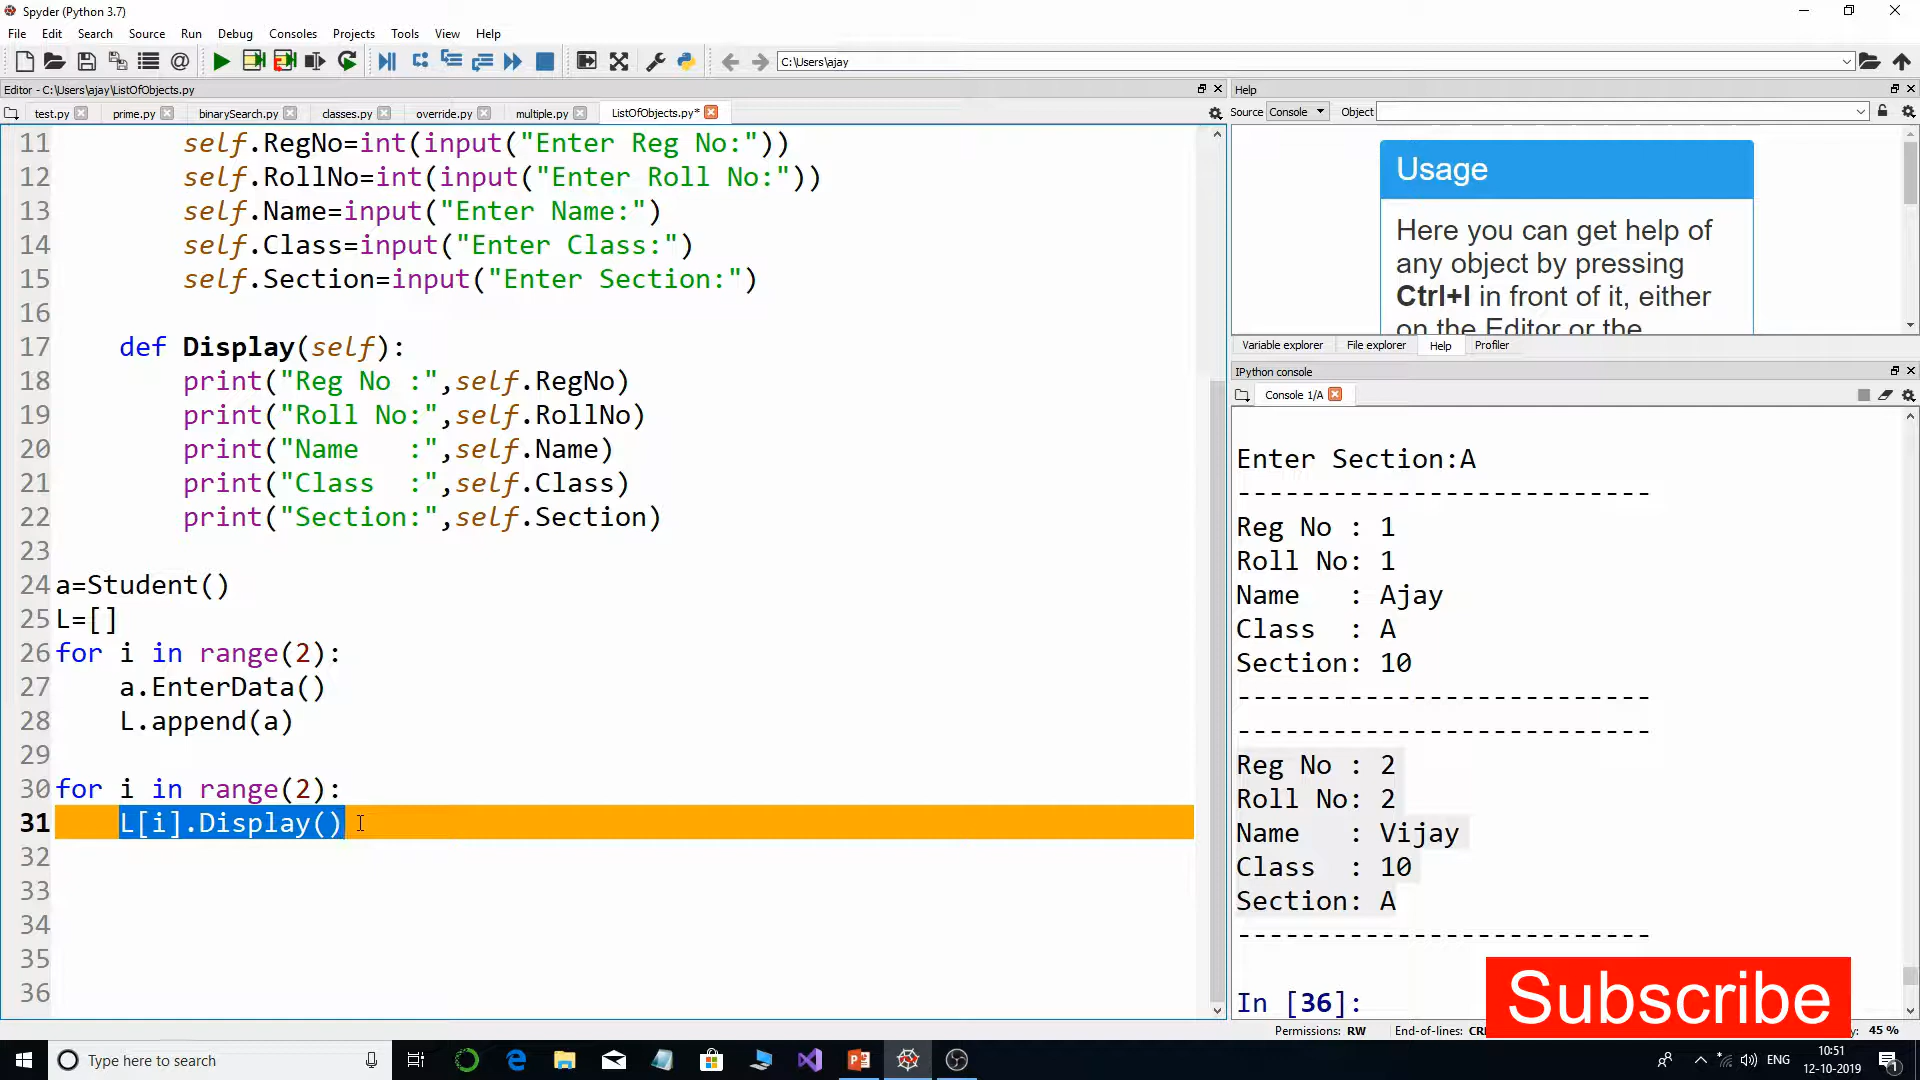 Spyder (Python 3.7)
File Edit Search Source Run Debug Consoles Projects Tools View Help
C:\Users\ajay
Editor - C:\Users\ajay\ListOfObjects.py
test.py prime.py binarySearch.py classes.py override.py multiple.py ListOfObjects.py*
11 self.RegNo=int(input("Enter Reg No:"))
12 self.RollNo=int(input("Enter Roll No:"))
13 self.Name=input("Enter Name:")
14 self.Class=input("Enter Class:")
15 self.Section=input("Enter Section:")
16
17 def Display(self):
18 print("Reg No :",self.RegNo)
19 print("Roll No:",self.RollNo)
20 print("Name   :",self.Name)
21 print("Class  :",self.Class)
22 print("Section:",self.Section)
23
24 a=Student()
25 L=[]
26 for i in range(2):
27 a.EnterData()
28 L.append(a)
29
30 for i in range(2):
31 L[i].Display()
32
33
34
35
36
Help
Source Console Object
Usage
Here you can get help of
any object by pressing
Ctrl+I in front of it, either
on the Editor or the
Variable explorer File explorer Help Profiler
IPython console
Console 1/A
Enter Section:A
--------------------------
Reg No : 1
Roll No: 1
Name   : Ajay
Class  : A
Section: 10
--------------------------
--------------------------
Reg No : 2
Roll No: 2
Name   : Vijay
Class  : 10
Section: A
--------------------------
In [36]:
Subscribe
Permissions: RW End-of-lines: 45 %
Type here to search
ENG
10:51
12-10-2019
1